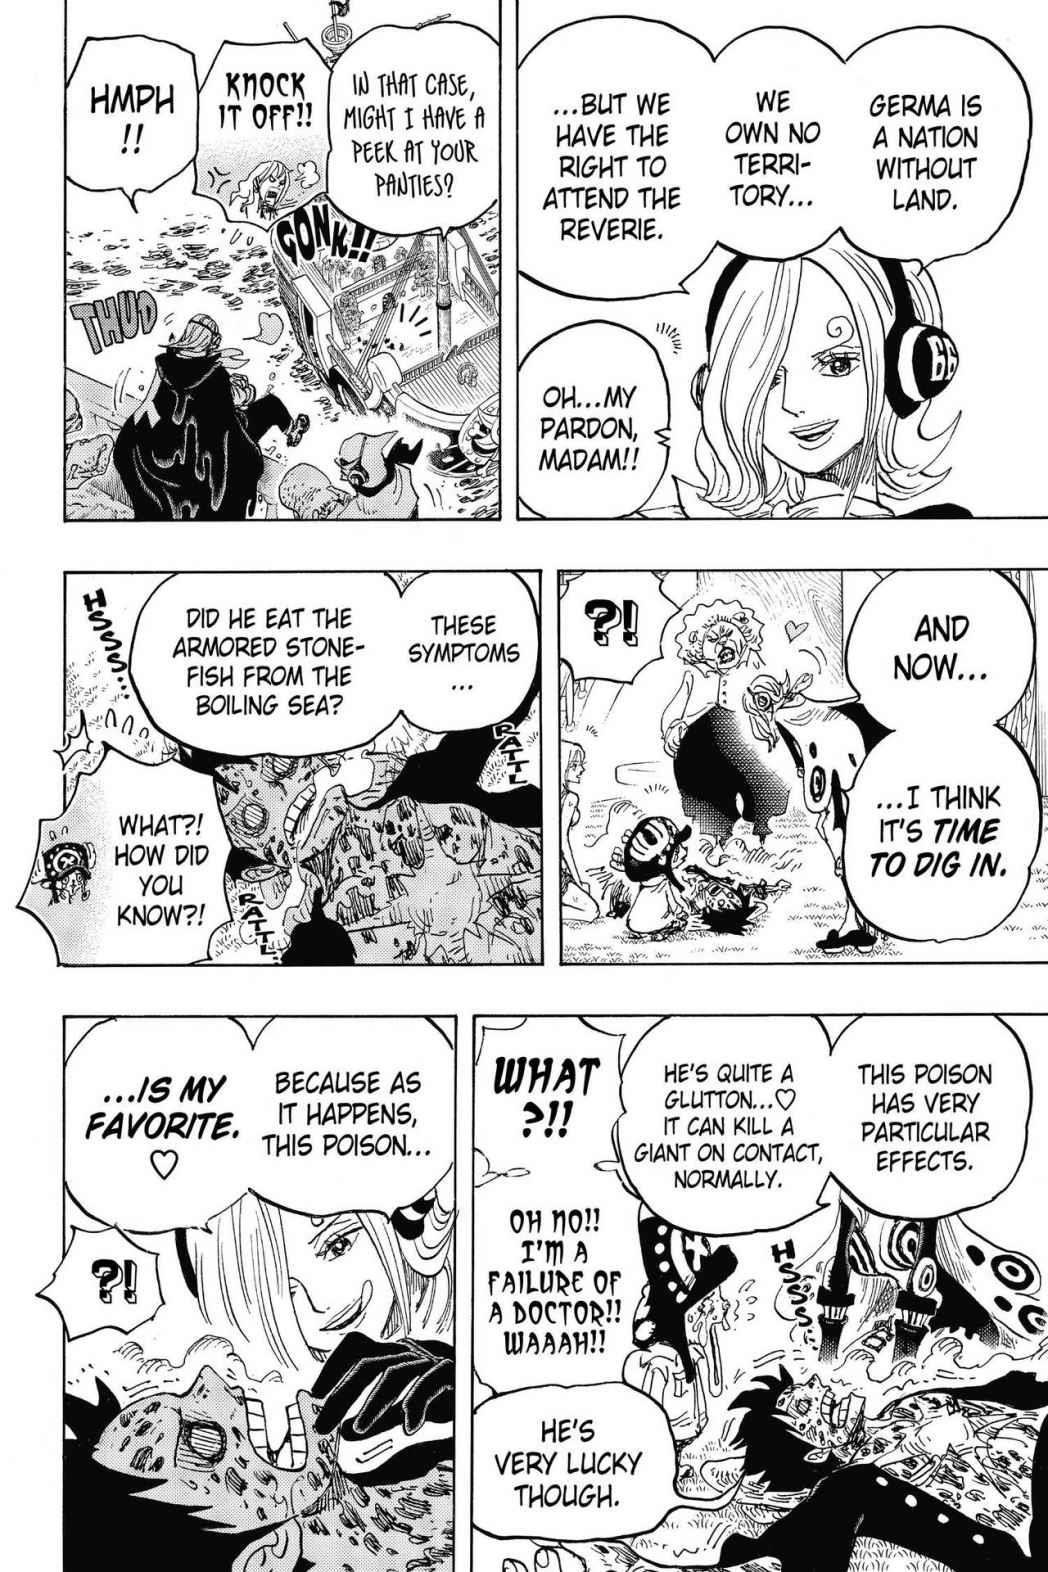 GERMA IS
A NATION
WITHOUT
LAND.
WE
OWN NO
TERRI-
TORY...
...BUT WE
HAVE THE
RIGHT TO
ATTEND THE
REVERIE.
66
OH...MY
PARDON,
MADAM!!
IN THAT CASE,
MIGHT I HAVE A
PEEK AT YOUR
PANTIES?
KNOCK
IT OFF!!
GONK!!
HMPH
!!
THUD
AND
NOW...
?!
...I THINK
IT'S TIME
TO DIG IN.
THESE
SYMPTOMS
...
DID HE EAT THE
ARMORED STONE-
FISH FROM THE
BOILING SEA?
HSSSS...
RATTL
WHAT?!
HOW DID
YOU
KNOW?!
RATTL...
THIS POISON
HAS VERY
PARTICULAR
EFFECTS.
HE'S QUITE A
GLUTTON...♡
IT CAN KILL A
GIANT ON CONTACT,
NORMALLY.
WHAT
?!!
OH NO!!
I'M A
FAILURE OF
A DOCTOR!!
WAAAH!!
HSSSS...
HE'S
VERY LUCKY
THOUGH.
BECAUSE AS
IT HAPPENS,
THIS POISON...
...IS MY
FAVORITE.
♡
?!